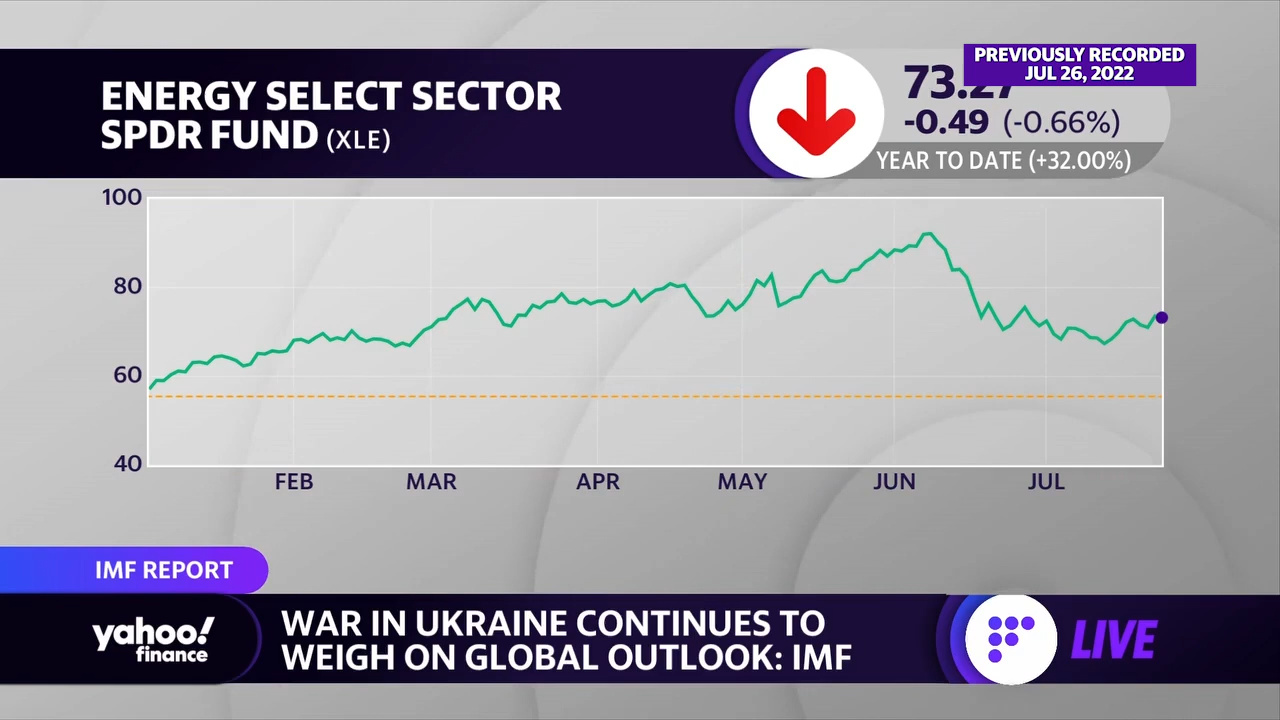 PREVIOUSLY RECORDED
JUL 26, 2022
ENERGY SELECT SECTOR
SPDR FUND (XLE)
73.27
-0.49 (-0.66%)
YEAR TO DATE (+32.00%)
100
80
60
40
FEB MAR APR MAY JUN JUL
IMF REPORT
yahoo!
finance
WAR IN UKRAINE CONTINUES TO
WEIGH ON GLOBAL OUTLOOK: IMF
LIVE